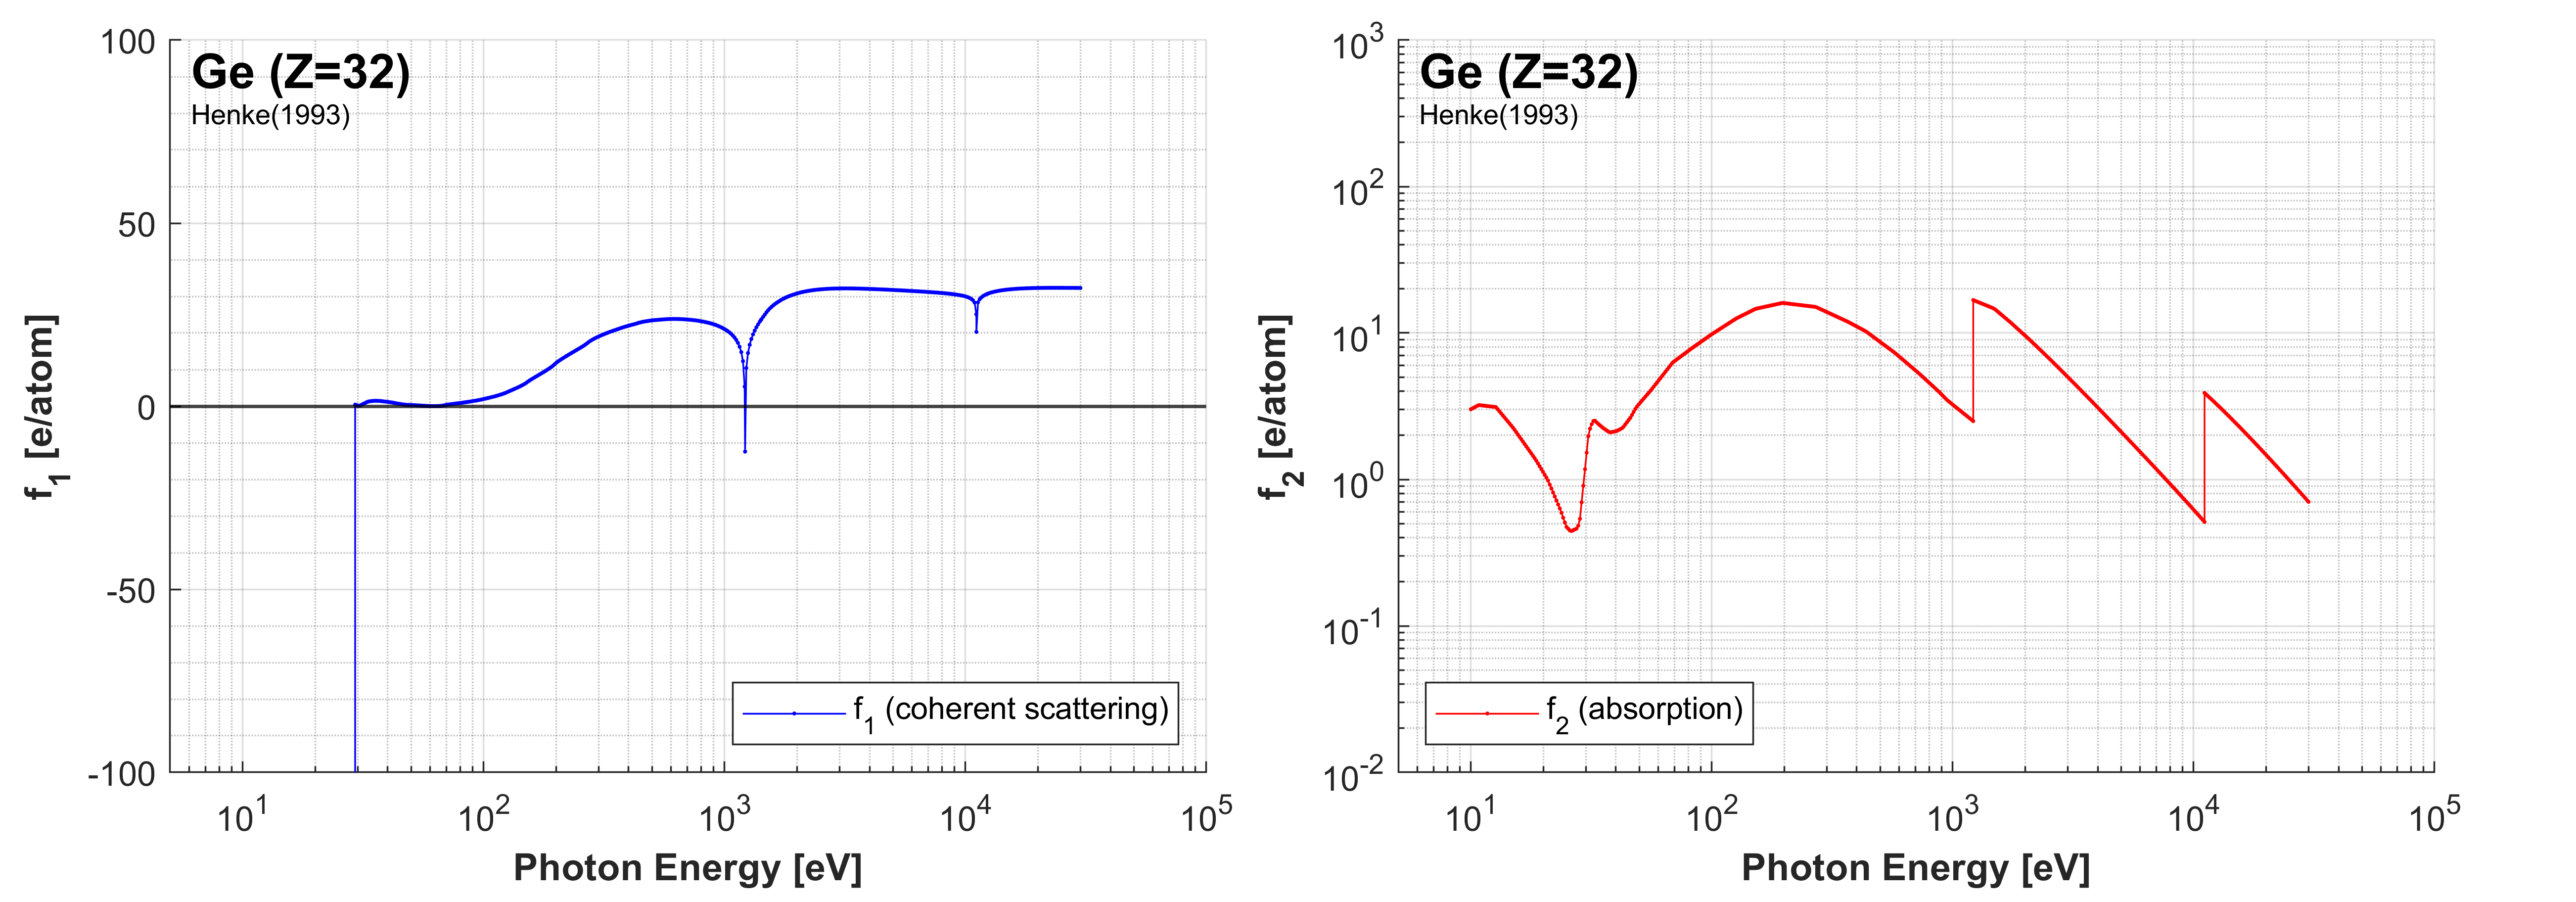 Ge (Z=32)
Henke(1993)
100
50
0
-50
-100
f1 [e/atom]
10^1
10^2
10^3
10^4
10^5
Photon Energy [eV]
f1 (coherent scattering)
Ge (Z=32)
Henke(1993)
10^3
10^2
10^1
10^0
10^-1
10^-2
f2 [e/atom]
10^1
10^2
10^3
10^4
10^5
Photon Energy [eV]
f2 (absorption)